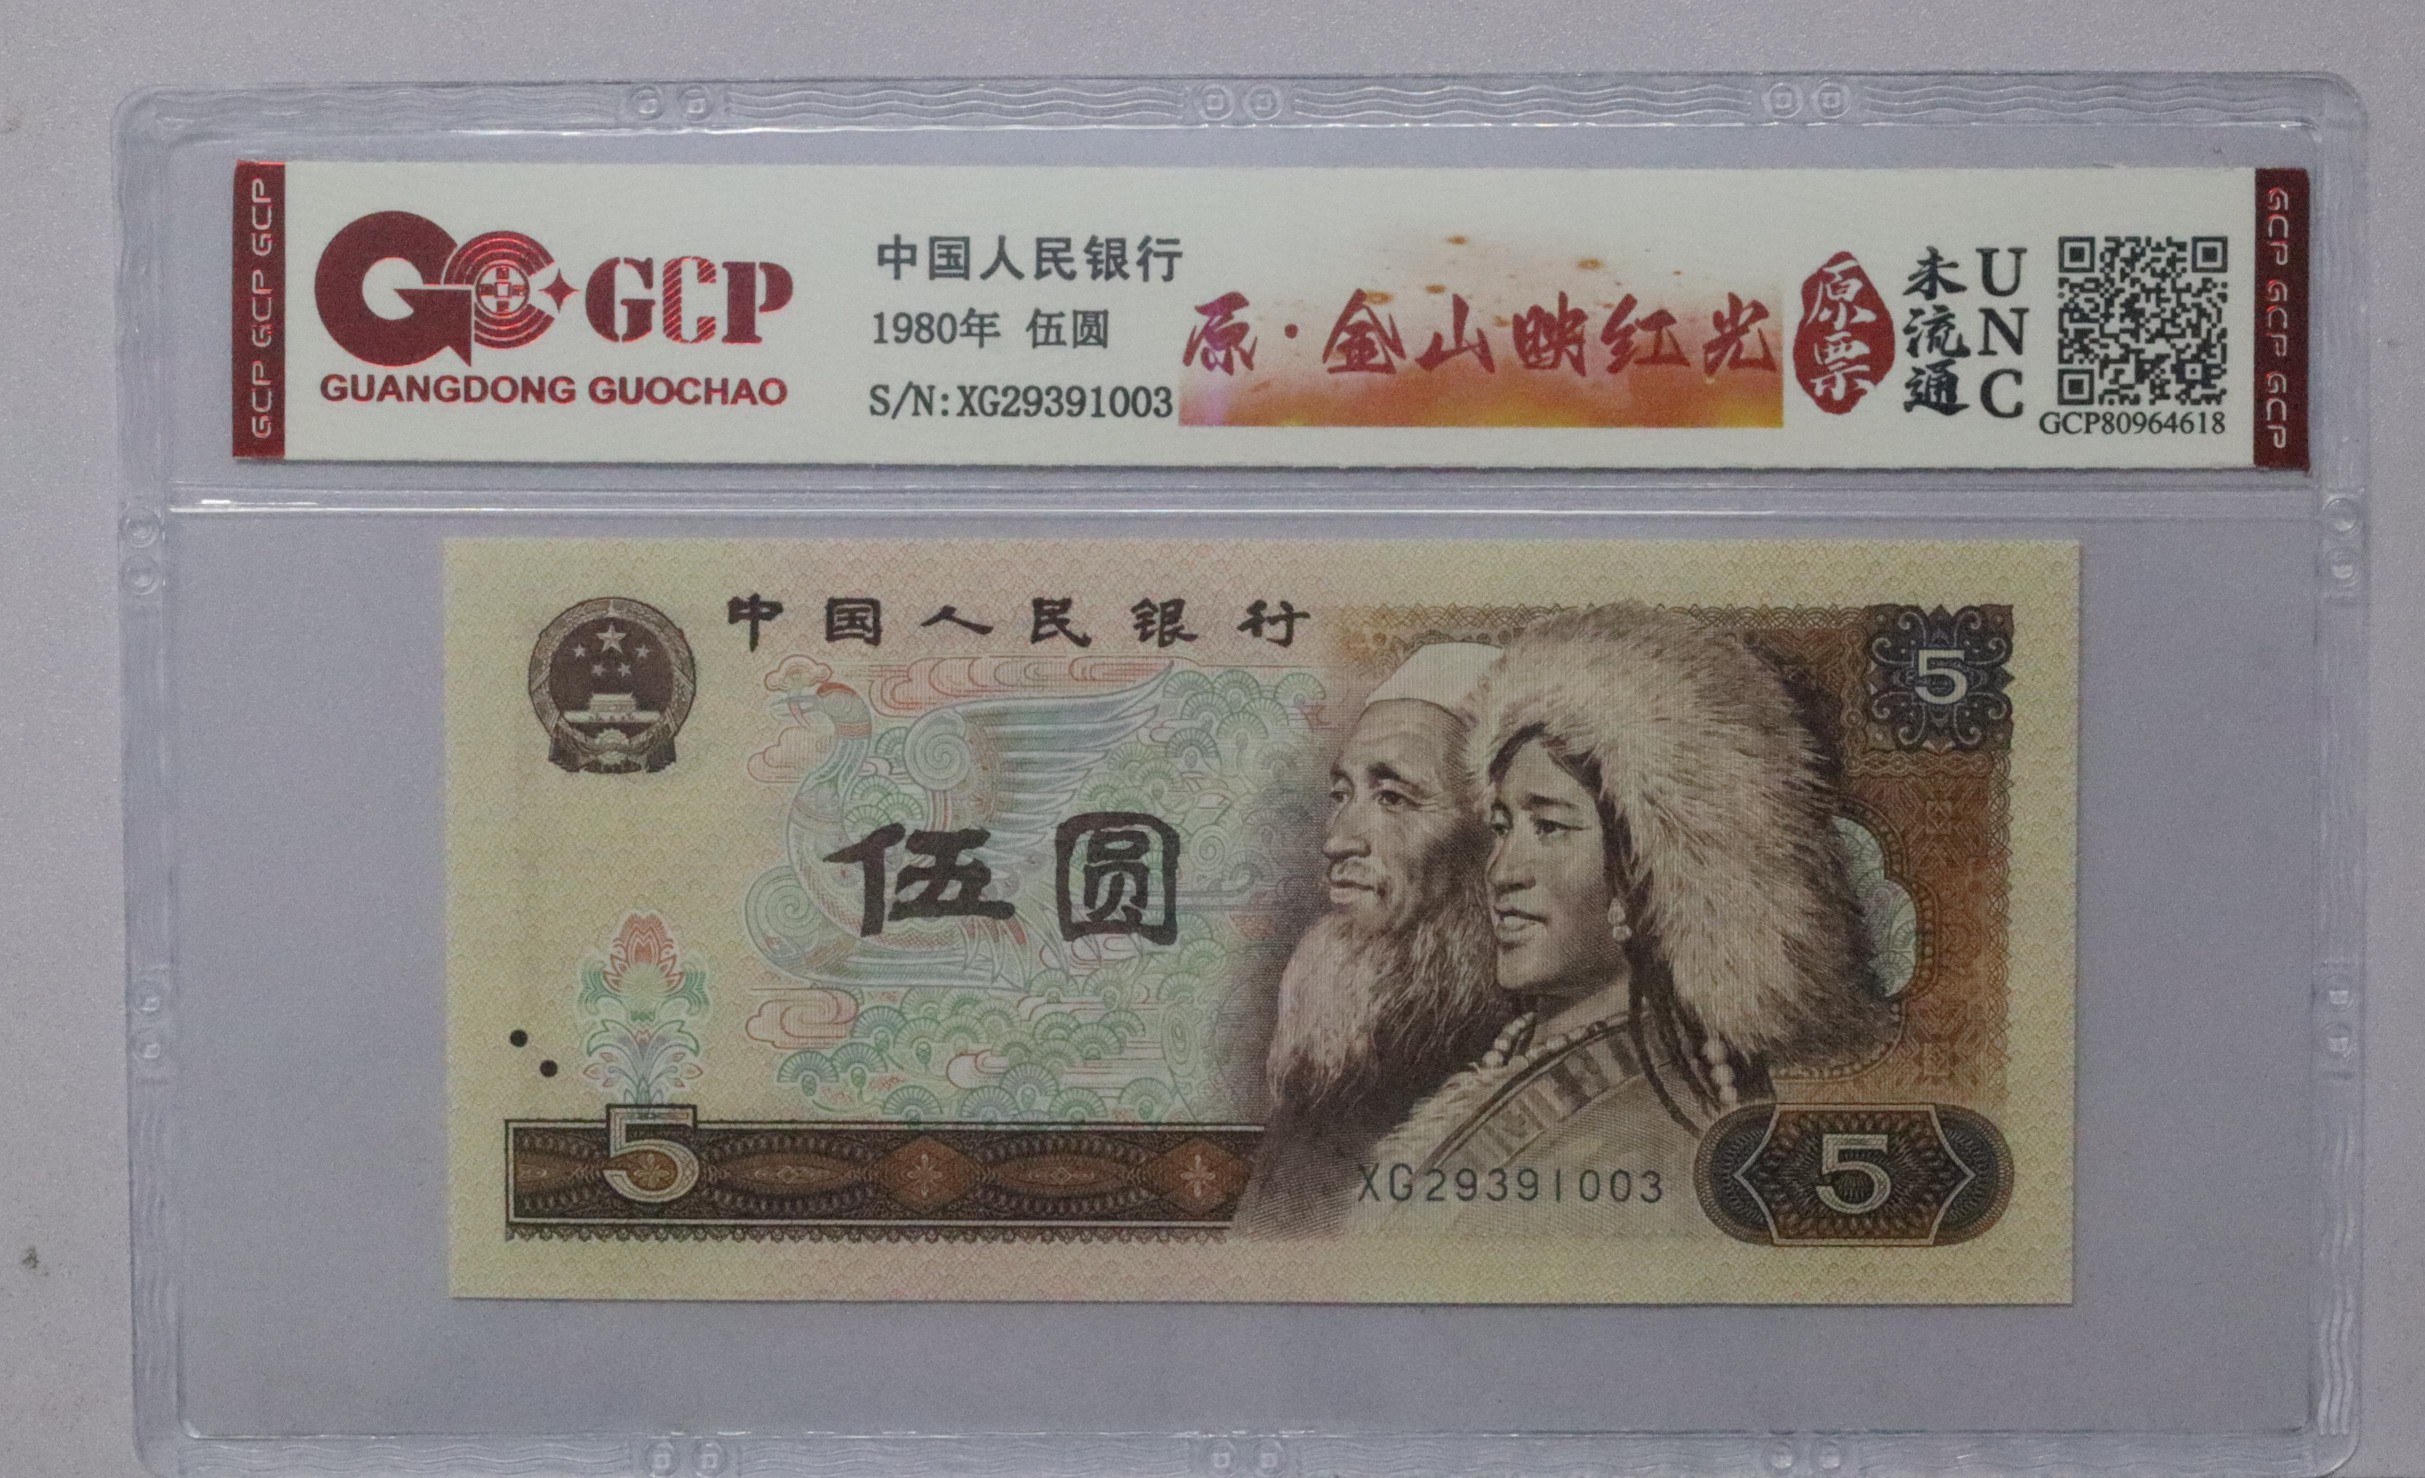 GCP GCP GCP
GCP
GUANGDONG GUOCHAO
中国人民银行
1980年 伍圆
S/N:XG29391003
原·金山映红光
原票
未流通
UNC
GCP80964618
GCP GCP GCP
中国人民银行
5
伍圆
5
XG29391003
5